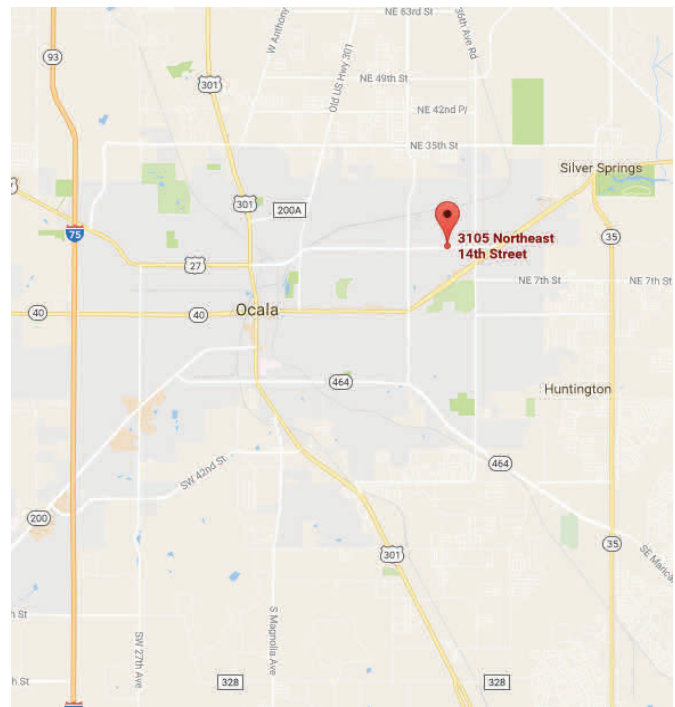 NE 63rd St
36th Ave Rd
W Anthony
93
Old US Hwy 301
NE 49th St
301
NE 42nd Pl
NE 35th St
Silver Springs
301
200A
75
3105 Northeast
14th Street
35
27
NE 7th St
NE 7th St
40
40
Ocala
464
Huntington
464
SW 42nd St
200
301
35
SE Marica
h St
SW 27th Ave
S Magnolia Ave
th St
328
328